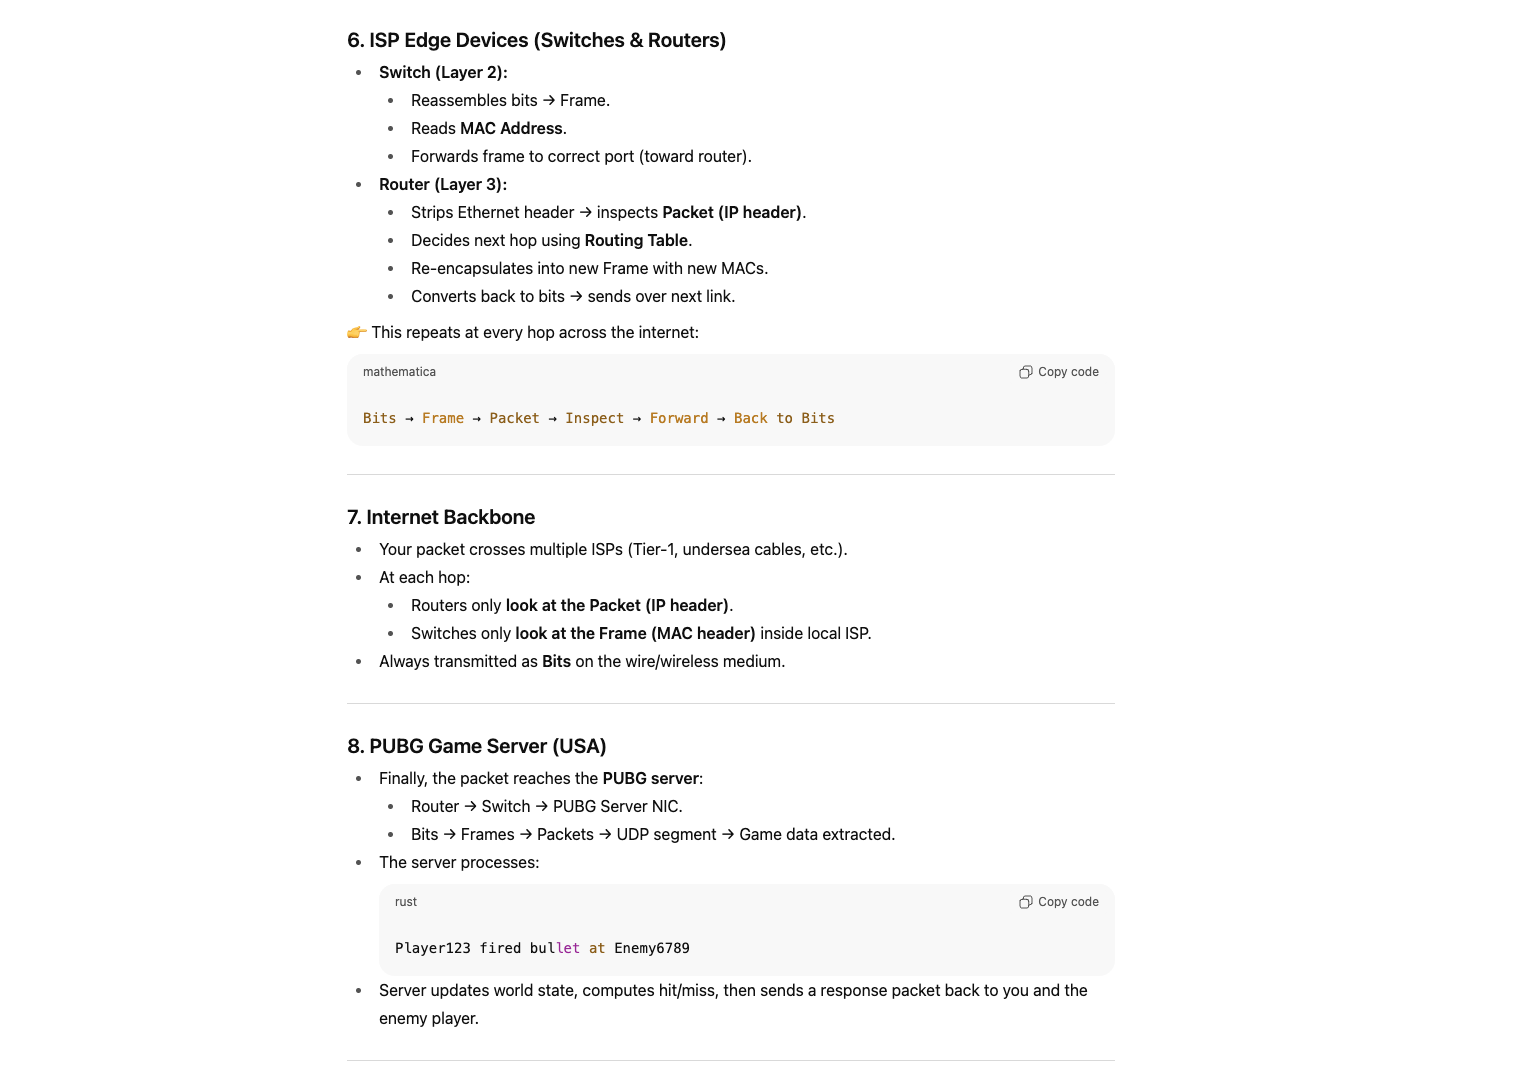 6. ISP Edge Devices (Switches & Routers)
• Switch (Layer 2):
• Reassembles bits → Frame.
• Reads MAC Address.
• Forwards frame to correct port (toward router).
• Router (Layer 3):
• Strips Ethernet header → inspects Packet (IP header).
• Decides next hop using Routing Table.
• Re-encapsulates into new Frame with new MACs.
• Converts back to bits → sends over next link.
👉 This repeats at every hop across the internet:
mathematica Copy code
Bits → Frame → Packet → Inspect → Forward → Back to Bits
7. Internet Backbone
• Your packet crosses multiple ISPs (Tier-1, undersea cables, etc.).
• At each hop:
• Routers only look at the Packet (IP header).
• Switches only look at the Frame (MAC header) inside local ISP.
• Always transmitted as Bits on the wire/wireless medium.
8. PUBG Game Server (USA)
• Finally, the packet reaches the PUBG server:
• Router → Switch → PUBG Server NIC.
• Bits → Frames → Packets → UDP segment → Game data extracted.
• The server processes:
rust Copy code
Player123 fired bullet at Enemy6789
• Server updates world state, computes hit/miss, then sends a response packet back to you and the
enemy player.